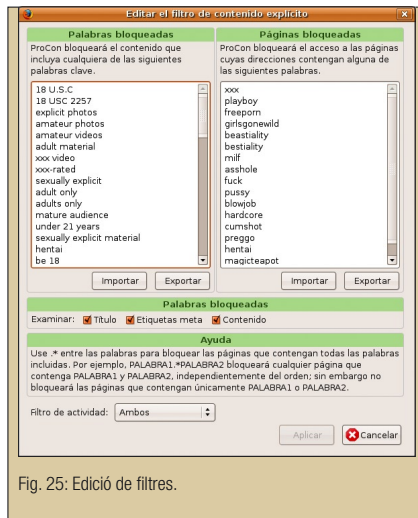 Editar el filtro de contenido explícito
Palabras bloqueadas
ProCon bloqueará el contenido que
incluya cualquiera de las siguientes
palabras clave.
18 U.S.C
18 USC 2257
explicit photos
amateur photos
amateur videos
adult material
xxx video
xxx-rated
sexually explicit
adult only
adults only
mature audience
under 21 years
sexually explicit material
hentai
be 18
Importar Exportar
Páginas bloqueadas
ProCon bloqueará el acceso a las páginas
cuyas direcciones contengan alguna de
las siguientes palabras.
xxx
playboy
freeporn
girlsgonewild
beastiality
bestiality
milf
asshole
fuck
pussy
blowjob
hardcore
cumshot
preggo
hentai
magicteapot
Importar Exportar
Palabras bloqueadas
Examinar: Título Etiquetas meta Contenido
Ayuda
Use .* entre las palabras para bloquear las páginas que contengan todas las palabras
incluidas. Por ejemplo, PALABRA1.*PALABRA2 bloqueará cualquier página que
contenga PALABRA1 y PALABRA2, independientemente del orden; sin embargo no
bloqueará las páginas que contengan únicamente PALABRA1 o PALABRA2.
Filtro de actividad: Ambos
Aplicar Cancelar
Fig. 25: Edició de filtres.